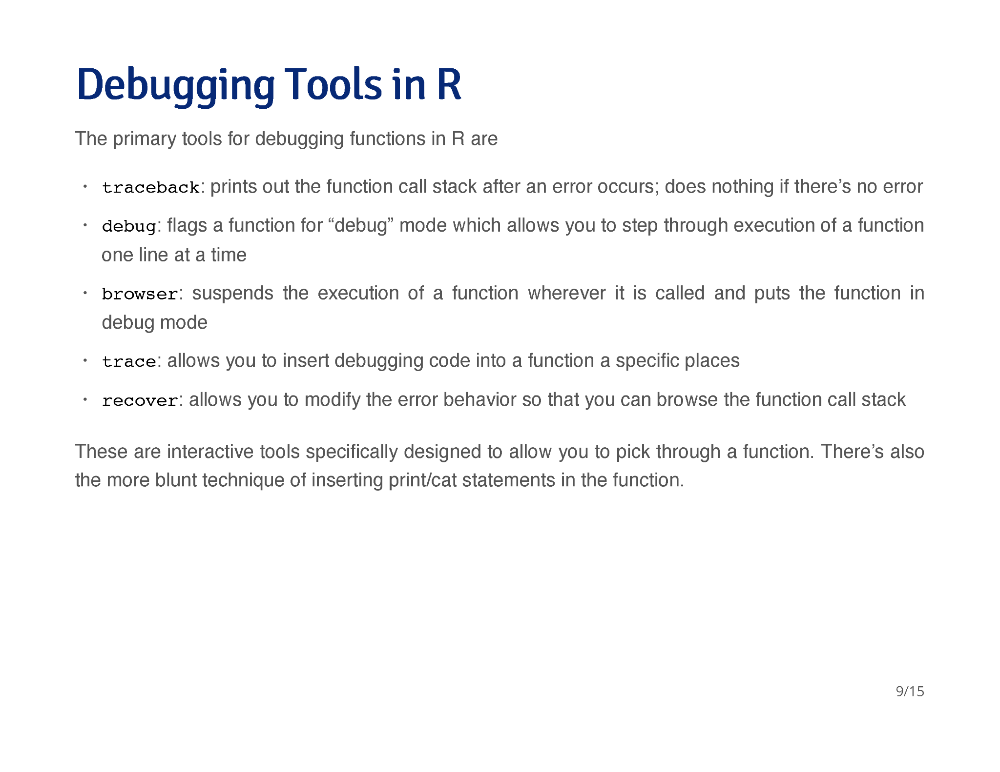 Debugging Tools in R
The primary tools for debugging functions in R are
· traceback: prints out the function call stack after an error occurs; does nothing if there’s no error
· debug: flags a function for “debug” mode which allows you to step through execution of a function
one line at a time
· browser: suspends the execution of a function wherever it is called and puts the function in
debug mode
· trace: allows you to insert debugging code into a function a specific places
· recover: allows you to modify the error behavior so that you can browse the function call stack
These are interactive tools specifically designed to allow you to pick through a function. There’s also
the more blunt technique of inserting print/cat statements in the function.
9/15